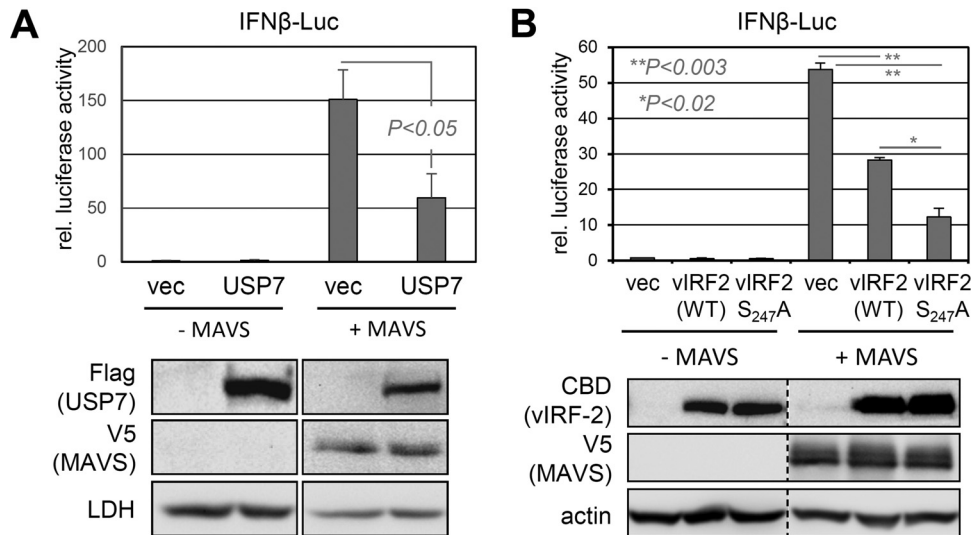 A
IFNβ-Luc
rel. luciferase activity
200
150
100
50
0
P<0.05
vec USP7 vec USP7
- MAVS + MAVS
Flag
(USP7)
V5
(MAVS)
LDH
B
IFNβ-Luc
rel. luciferase activity
60
50
40
30
20
10
0
**P<0.003
*P<0.02
**
**
*
vec vIRF2 vIRF2 vec vIRF2 vIRF2
(WT) S₂₄₇A (WT) S₂₄₇A
- MAVS + MAVS
CBD
(vIRF-2)
V5
(MAVS)
actin